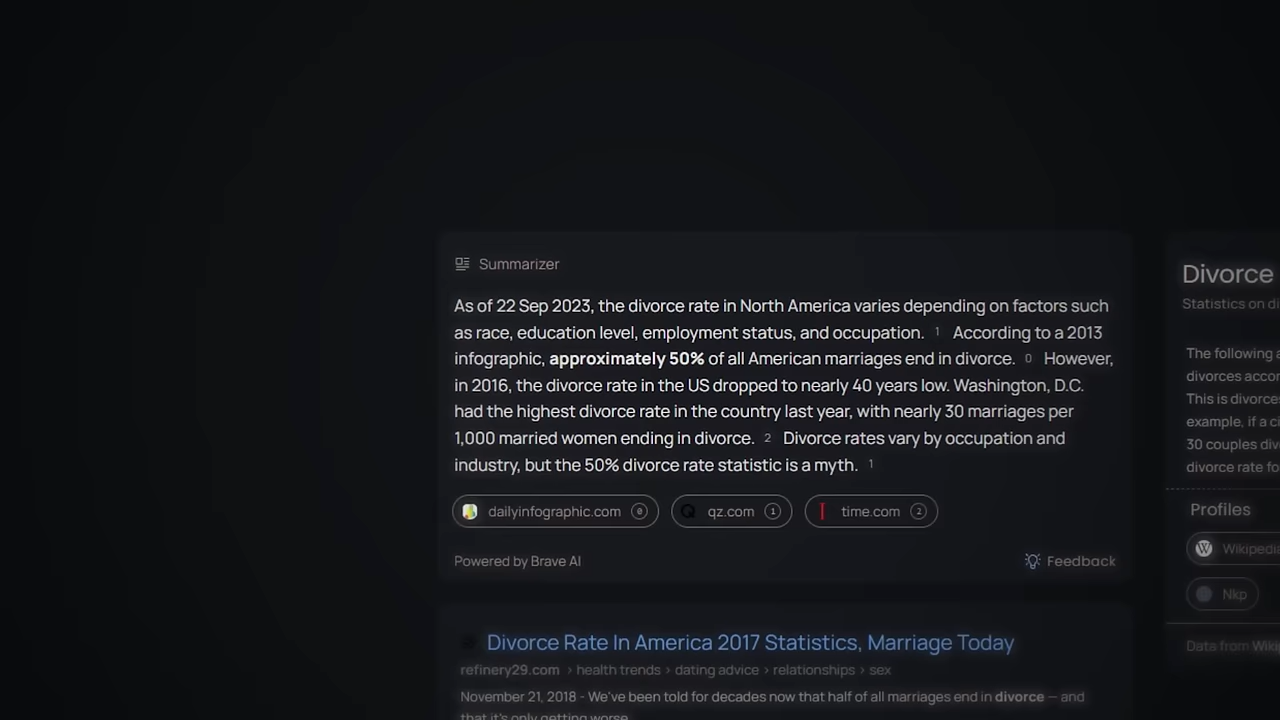 Summarizer
As of 22 Sep 2023, the divorce rate in North America varies depending on factors such
as race, education level, employment status, and occupation. 1 According to a 2013
infographic, approximately 50% of all American marriages end in divorce. 0 However,
in 2016, the divorce rate in the US dropped to nearly 40 years low. Washington, D.C.
had the highest divorce rate in the country last year, with nearly 30 marriages per
1,000 married women ending in divorce. 2 Divorce rates vary by occupation and
industry, but the 50% divorce rate statistic is a myth. 1
dailyinfographic.com 0 qz.com 1 time.com 2
Powered by Brave AI Feedback
Divorce Rate In America 2017 Statistics, Marriage Today
refinery29.com › health trends › dating advice › relationships › sex
November 21, 2018 - We've been told for decades now that half of all marriages end in divorce — and
that it's only getting worse
Divorce
Statistics on
The following
divorces
This is
example, if a
30 couples
divorce rate
Profiles
Wikipedia
Nkp
Data from